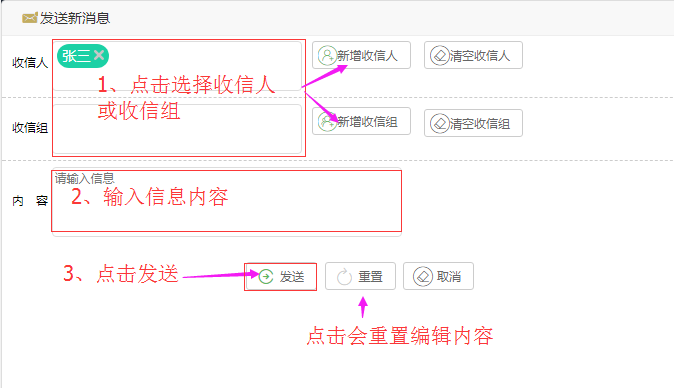 发送新消息
收信人
张三
新增收信人
清空收信人
1、点击选择收信人
或收信组
收信组
新增收信组
清空收信组
请输入信息
内 容
2、输入信息内容
3、点击发送
发送
重置
取消
点击会重置编辑内容